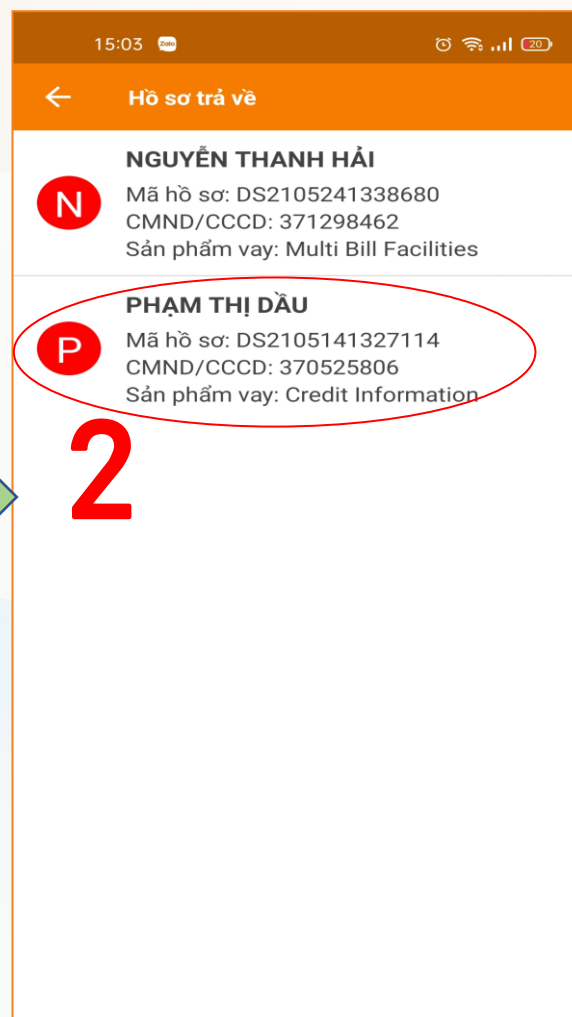 15:03 Zalo 20
Hồ sơ trả về
NGUYỄN THANH HẢI
N
Mã hồ sơ: DS2105241338680
CMND/CCCD: 371298462
Sản phẩm vay: Multi Bill Facilities
PHẠM THỊ DẦU
P
Mã hồ sơ: DS2105141327114
CMND/CCCD: 370525806
Sản phẩm vay: Credit Information
2